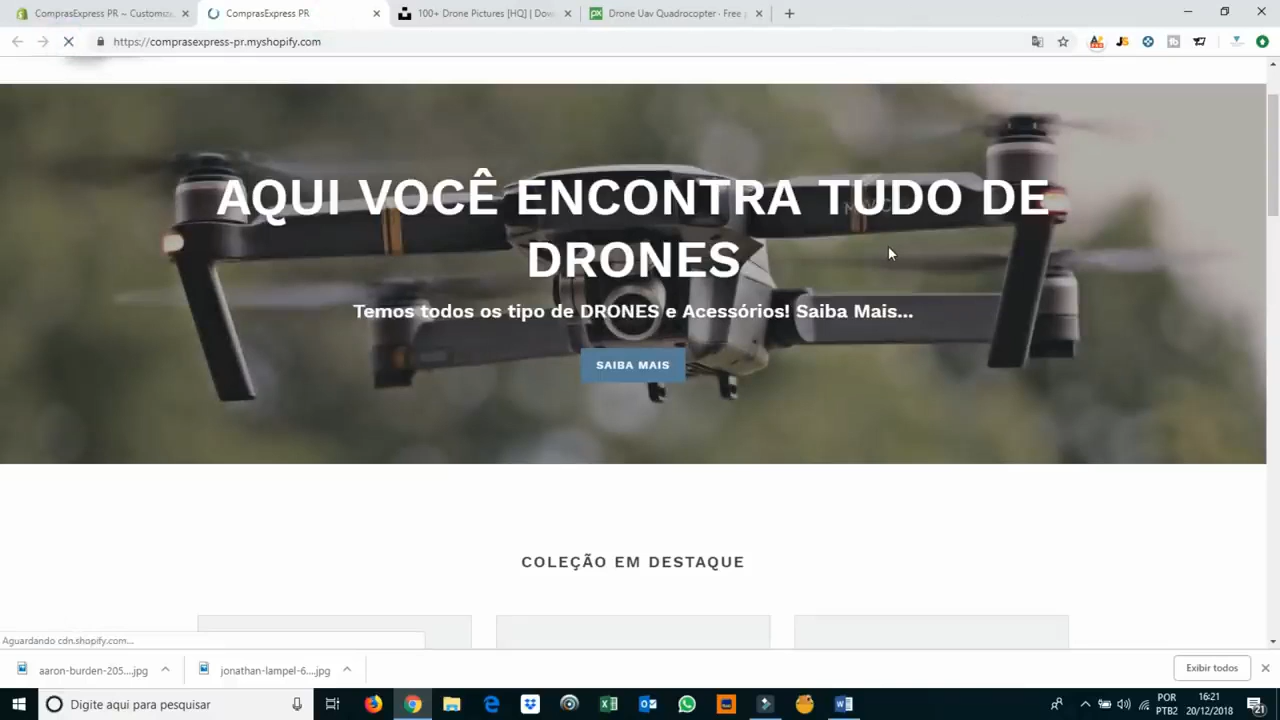 ComprasExpress PR ~ Customize
ComprasExpress PR
100+ Drone Pictures [HQ] | Dow
Drone Uav Quadrocopter - Free
https://comprasexpress-pr.myshopify.com
AQUI VOCÊ ENCONTRA TUDO DE
DRONES
Temos todos os tipo de DRONES e Acessórios! Saiba Mais...
SAIBA MAIS
COLEÇÃO EM DESTAQUE
Aguardando cdn.shopify.com...
aaron-burden-205....jpg
jonathan-lampel-6....jpg
Exibir todos
Digite aqui para pesquisar
POR
PTB2
16:21
20/12/2018
21